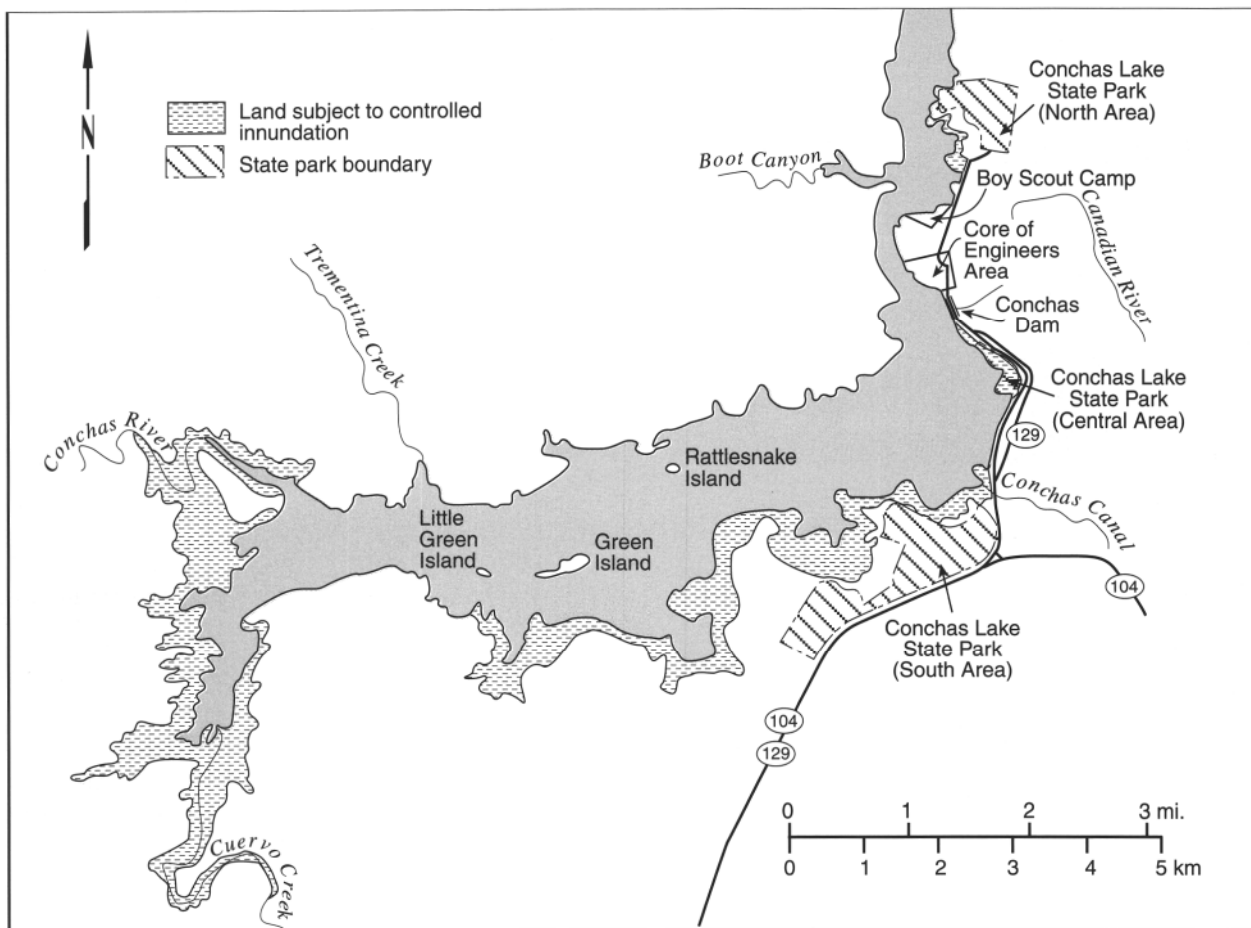 N
Land subject to controlled
innundation
State park boundary
Conchas Lake
State Park
(North Area)
Boot Canyon
Boy Scout Camp
Canadian River
Core of
Engineers
Area
Trementina Creek
Conchas
Dam
Conchas Lake
State Park
(Central Area)
129
Conchas River
Rattlesnake
Island
Little
Green
Island
Green
Island
Conchas Canal
104
Conchas Lake
State Park
(South Area)
104
129
0 1 2 3 mi.
0 1 2 3 4 5 km
Cuervo Creek